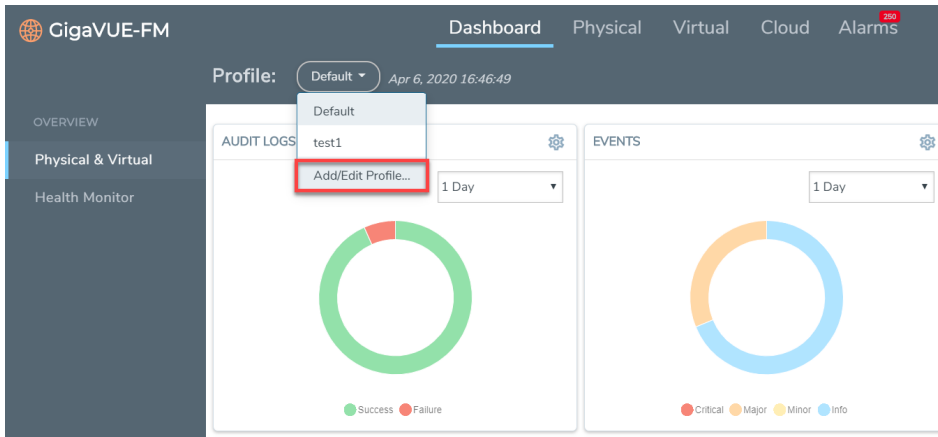 GigaVUE-FM
Dashboard Physical Virtual Cloud Alarms 250
Profile: Default Apr 6, 2020 16:46:49
Default
test1
Add/Edit Profile...
OVERVIEW
Physical & Virtual
Health Monitor
AUDIT LOGS
1 Day
Success Failure
EVENTS
1 Day
Critical Major Minor Info